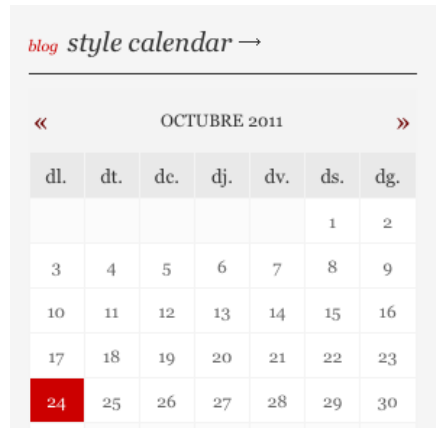 blog style calendar →
« OCTUBRE 2011 »
dl. dt. dc. dj. dv. ds. dg.
1 2
3 4 5 6 7 8 9
10 11 12 13 14 15 16
17 18 19 20 21 22 23
24 25 26 27 28 29 30